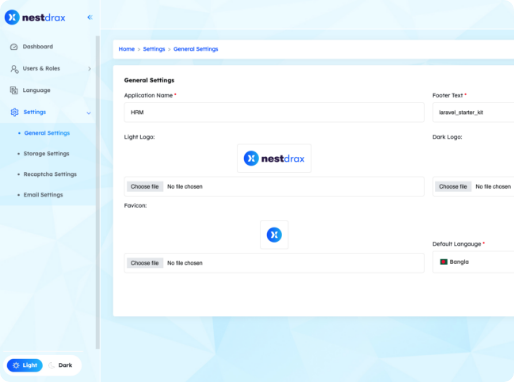 nestdrax
Dashboard
Users & Roles
Language
Settings
General Settings
Storage Settings
Recaptcha Settings
Email Settings
Light
Dark
Home > Settings > General Settings
General Settings
Application Name *
Footer Text *
HRM
laravel_starter_kit
Light Logo:
Dark Logo:
nestdrax
Choose file No file chosen
Choose file No file chosen
Favicon:
Default Langauge *
Choose file No file chosen
Bangla